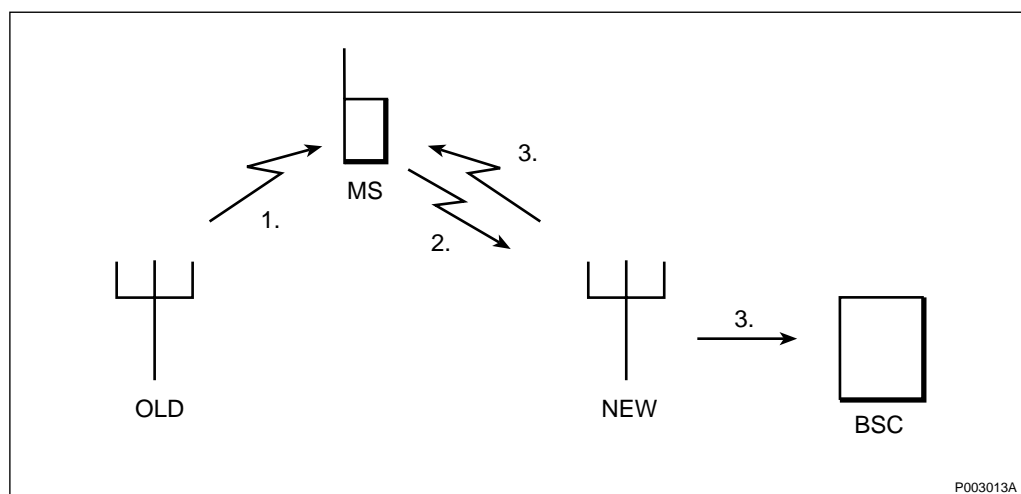 3.
MS
1.
2.
3.
OLD
NEW
BSC
P003013A